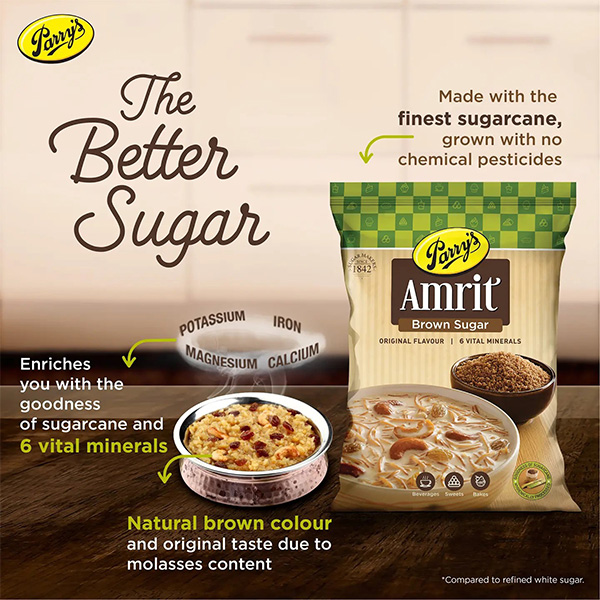 Parry's
The
Better
Sugar
Made with the
finest sugarcane,
grown with no
chemical pesticides
Parry's
SUGAR MAKERS
SINCE
1842
Amrit
Brown Sugar
ORIGINAL FLAVOUR | 6 VITAL MINERALS
POTASSIUM IRON
MAGNESIUM CALCIUM
Enriches
you with the
goodness
of sugarcane and
6 vital minerals
Beverages Sweets Bakes
Natural brown colour
and original taste due to
molasses content
*Compared to refined white sugar.